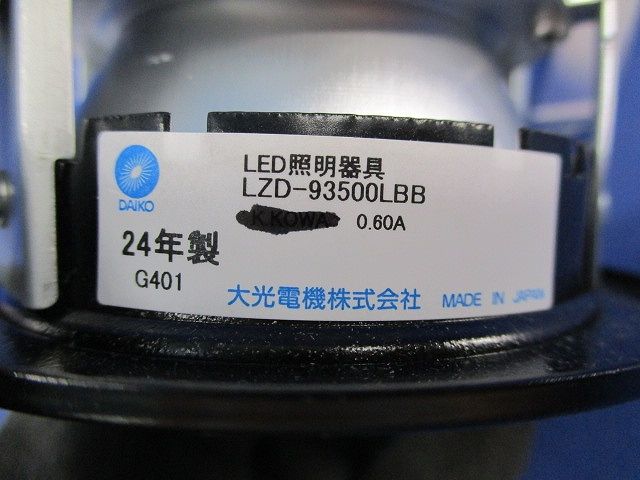 DAIKO
LED照明器具
LZD-93500LBB
K.KOWA 0.60A
24年製
G401
大光電機株式会社 MADE IN JAPAN